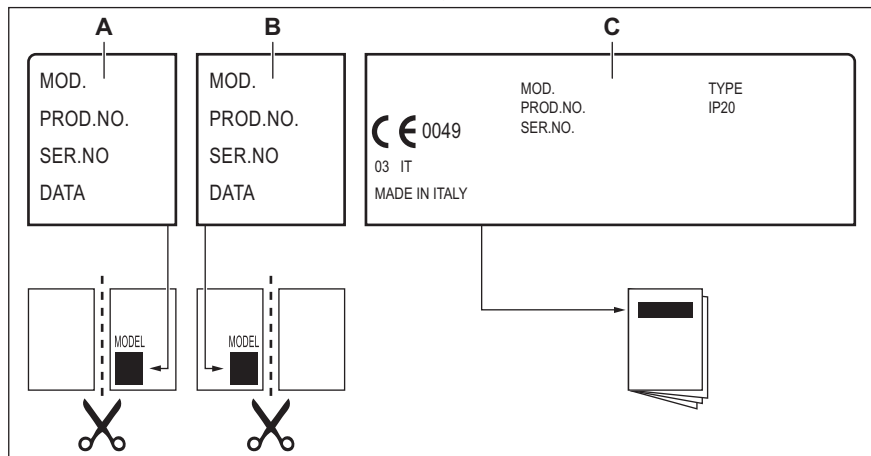 A
B
C
MOD.
PROD.NO.
SER.NO
DATA
MOD.
PROD.NO.
SER.NO
DATA
MOD.
PROD.NO.
SER.NO.
TYPE
IP20
CE 0049
03 IT
MADE IN ITALY
MODEL
MODEL